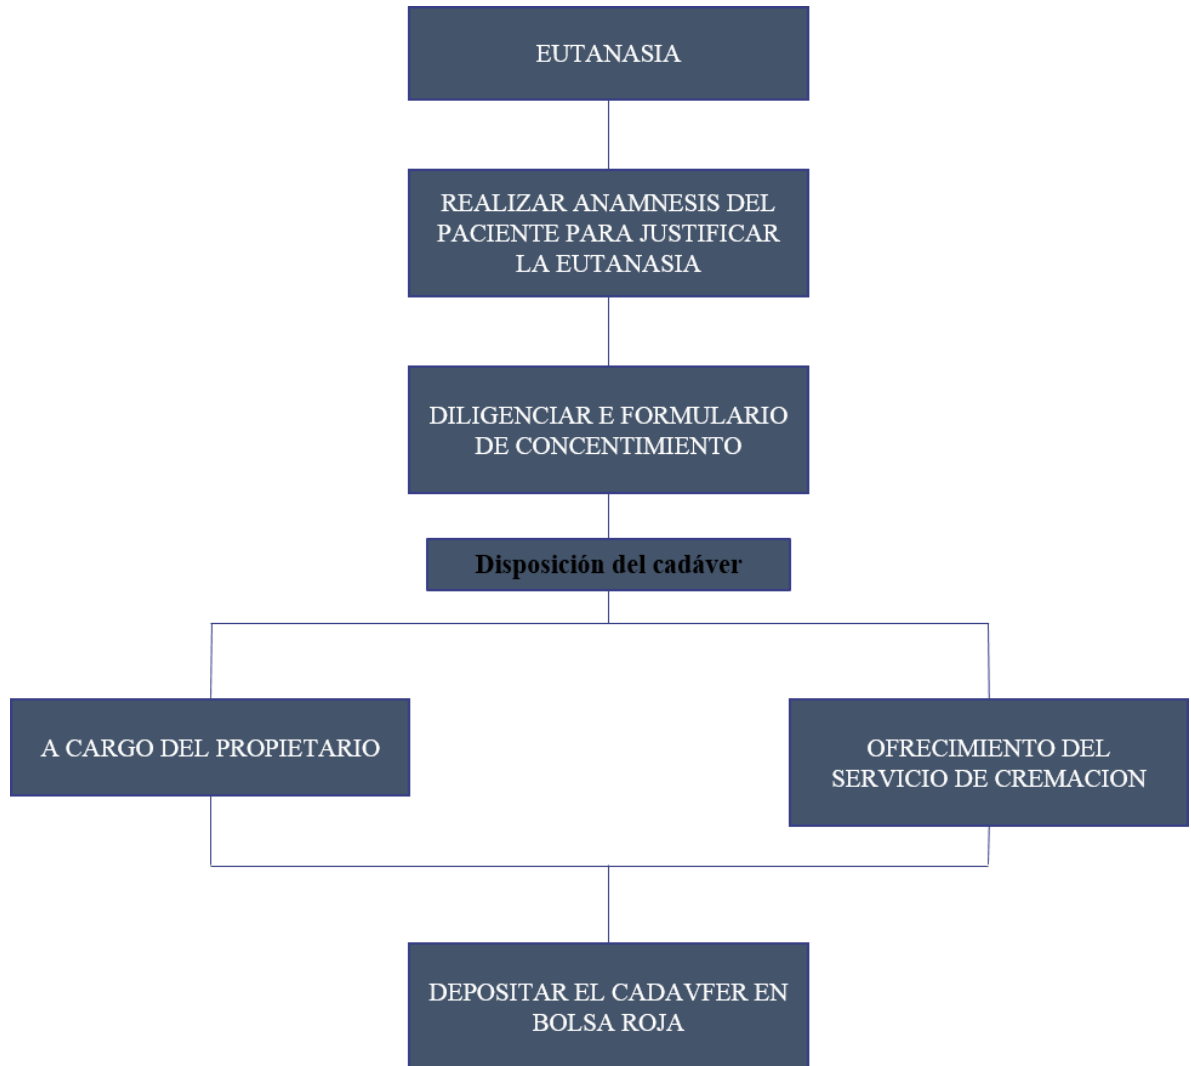 EUTANASIA
REALIZAR ANAMNESIS DEL
PACIENTE PARA JUSTIFICAR
LA EUTANASIA
DILIGENCIAR E FORMULARIO
DE CONCENTIMIENTO
Disposición del cadáver
A CARGO DEL PROPIETARIO
OFRECIMIENTO DEL
SERVICIO DE CREMACION
DEPOSITAR EL CADAVFER EN
BOLSA ROJA